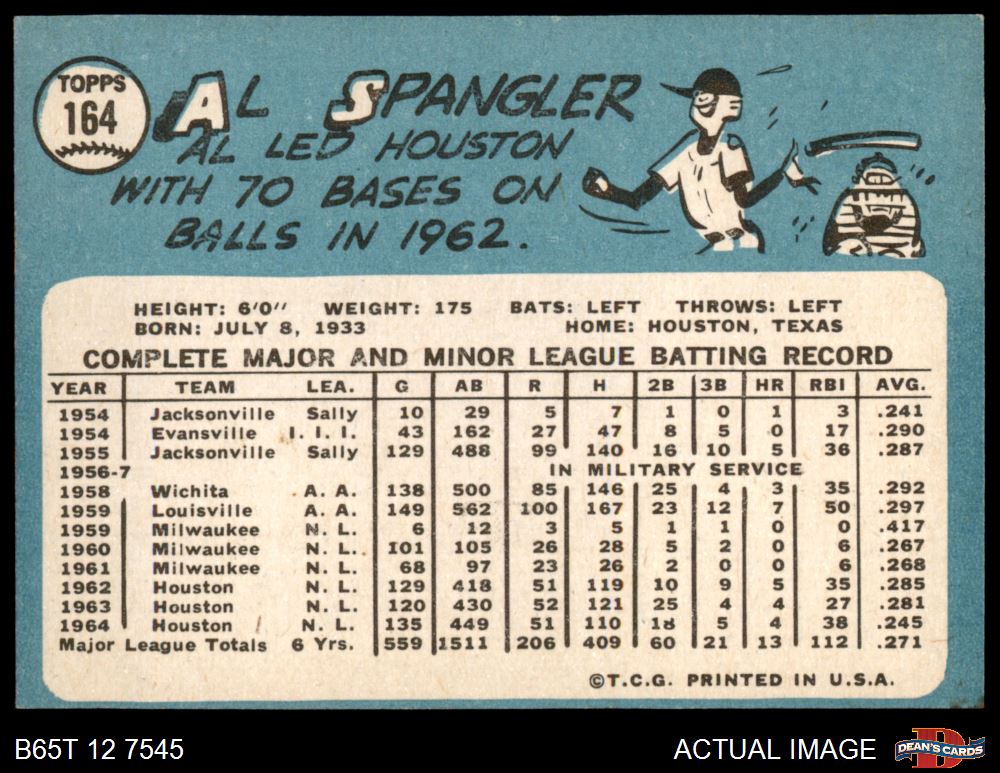 TOPPS
164
AL SPANGLER
AL LED HOUSTON
WITH 70 BASES ON
BALLS IN 1962.
HEIGHT: 6'0" WEIGHT: 175 BATS: LEFT THROWS: LEFT
BORN: JULY 8, 1933 HOME: HOUSTON, TEXAS
COMPLETE MAJOR AND MINOR LEAGUE BATTING RECORD
YEAR TEAM LEA. G AB R H 2B 3B HR RBI AVG.
1954 Jacksonville Sally 10 29 5 7 1 0 1 3 .241
1954 Evansville I. I. I. 43 162 27 47 8 5 0 17 .290
1955 Jacksonville Sally 129 488 99 140 16 10 5 36 .287
1956-7 IN MILITARY SERVICE
1958 Wichita A. A. 138 500 85 146 25 4 3 35 .292
1959 Louisville A. A. 149 562 100 167 23 12 7 50 .297
1959 Milwaukee N. L. 6 12 3 5 1 1 0 0 .417
1960 Milwaukee N. L. 101 105 26 28 5 2 0 6 .267
1961 Milwaukee N. L. 68 97 23 26 2 0 0 6 .268
1962 Houston N. L. 129 418 51 119 10 9 5 35 .285
1963 Houston N. L. 120 430 52 121 25 4 4 27 .281
1964 Houston N. L. 135 449 51 110 18 5 4 38 .245
Major League Totals 6 Yrs. 559 1511 206 409 60 21 13 112 .271
©T.C.G. PRINTED IN U.S.A.
B65T 12 7545 ACTUAL IMAGE
D
DEAN'S CARDS